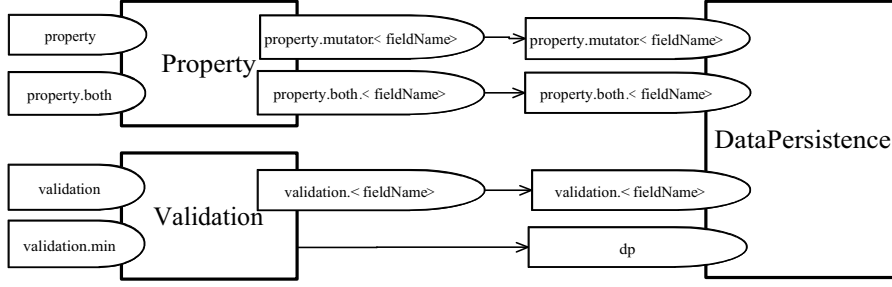 property
Property
property.mutator.< fieldName>
property.mutator.< fieldName>
property.both
property.both.< fieldName>
property.both.< fieldName>
DataPersistence
validation
Validation
validation.< fieldName>
validation.< fieldName>
validation.min
dp